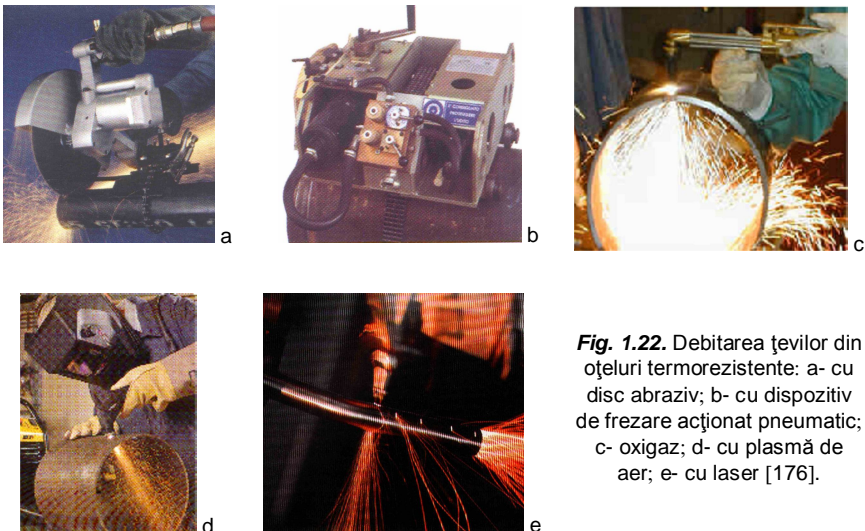 a
b
c
d
e
Fig. 1.22. Debitarea ţevilor din
oţeluri termorezistente: a- cu
disc abraziv; b- cu dispozitiv
de frezare acţionat pneumatic;
c- oxigaz; d- cu plasmă de
aer; e- cu laser [176].